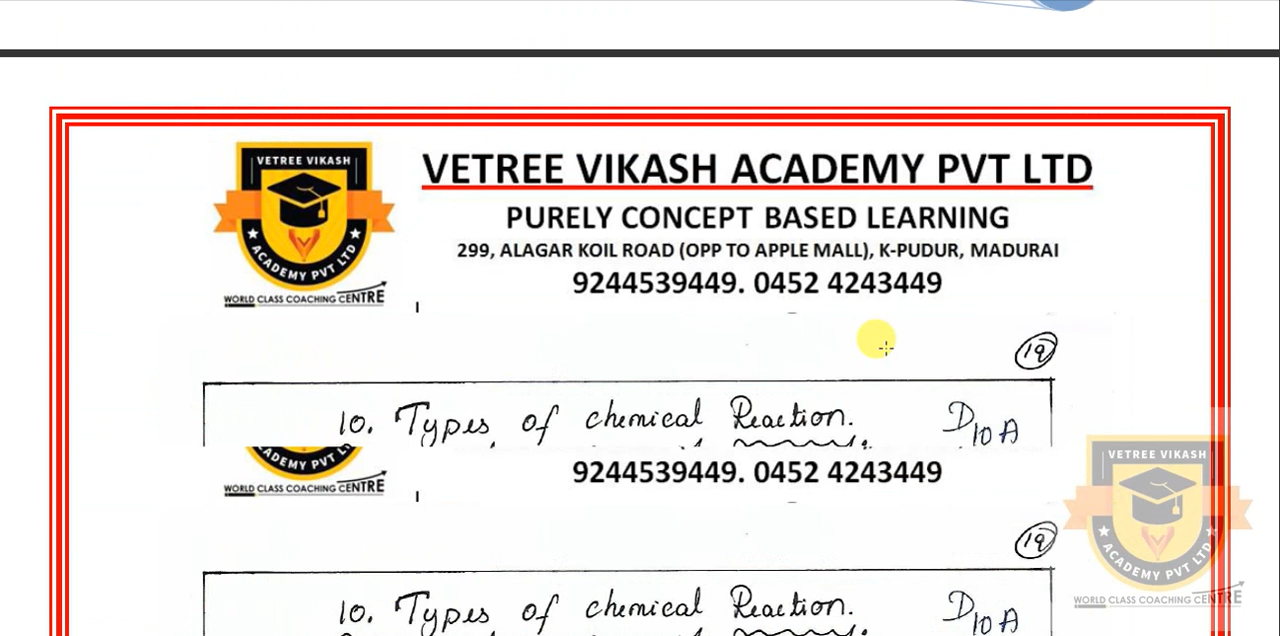 VETREE VIKASH
ACADEMY PVT LTD
WORLD CLASS COACHING CENTRE
VETREE VIKASH ACADEMY PVT LTD
PURELY CONCEPT BASED LEARNING
299, ALAGAR KOIL ROAD (OPP TO APPLE MALL), K-PUDUR, MADURAI
9244539449. 0452 4243449
19
10. Types of chemical Reaction. D10A
ADEMY PVT L
WORLD CLASS COACHING CENTRE
9244539449. 0452 4243449
19
10. Types of chemical Reaction. D10A
VETREE VIKASH
ACADEMY PVT LTD
WORLD CLASS COACHING CENTRE